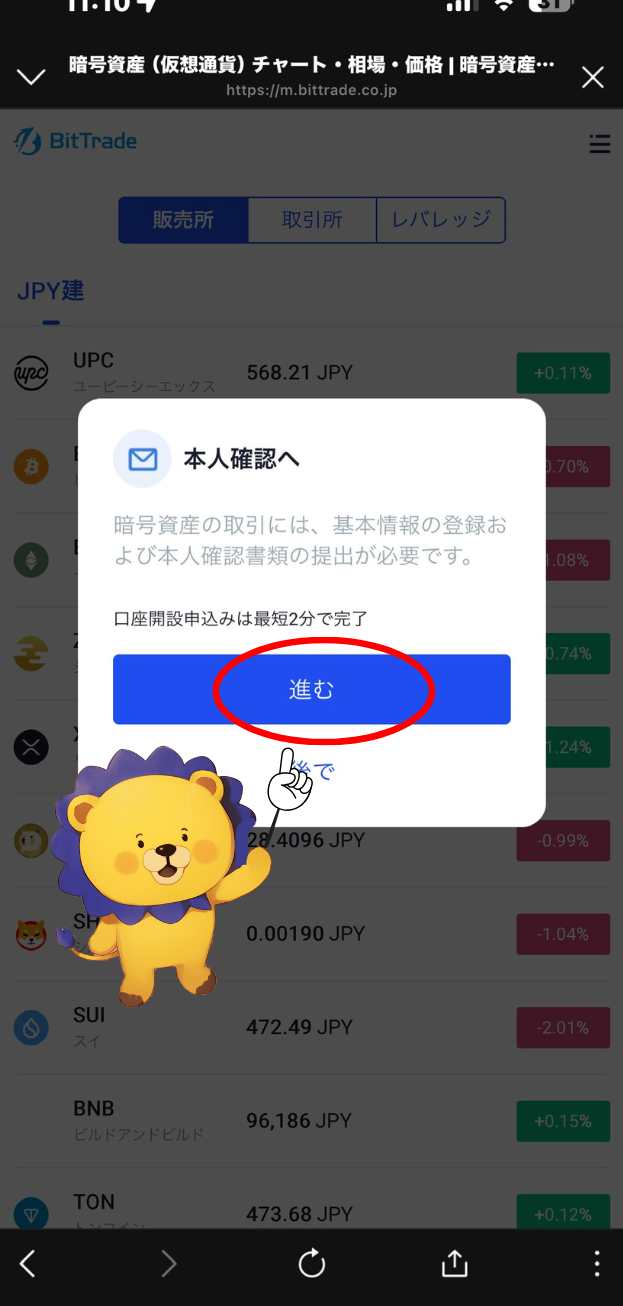 11:10
31
暗号資産（仮想通貨）チャート・相場・価格 | 暗号資産…
https://m.bittrade.co.jp
BitTrade
販売所
取引所
レバレッジ
JPY建
UPC
568.21 JPY
+0.11%
ユーピーシーエックス
0.70%
本人確認へ
暗号資産の取引には、基本情報の登録お
よび本人確認書類の提出が必要です。
1.08%
口座開設申込みは最短2分で完了
0.74%
進む
1.24%
後で
28.4096 JPY
-0.99%
SH
0.00190 JPY
-1.04%
SUI
472.49 JPY
-2.01%
スイ
BNB
96,186 JPY
+0.15%
ビルドアンドビルド
TON
473.68 JPY
+0.12%
トンコイン